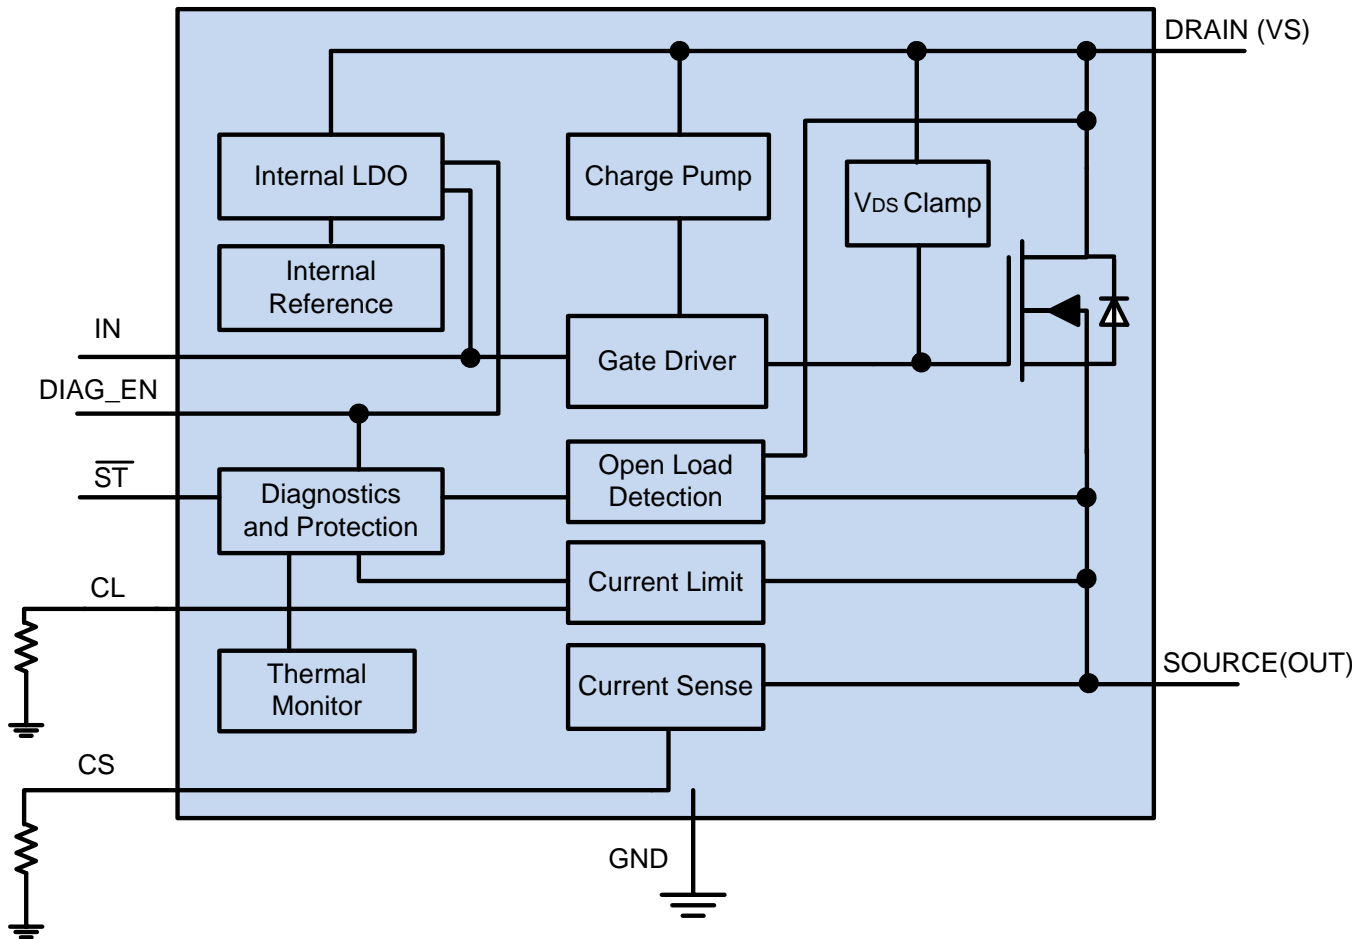 DRAIN (VS)
Internal LDO
Charge Pump
VDS Clamp
Internal
Reference
IN
Gate Driver
DIAG_EN
ST
Diagnostics
and Protection
Open Load
Detection
CL
Current Limit
Thermal
Monitor
Current Sense
SOURCE(OUT)
CS
GND